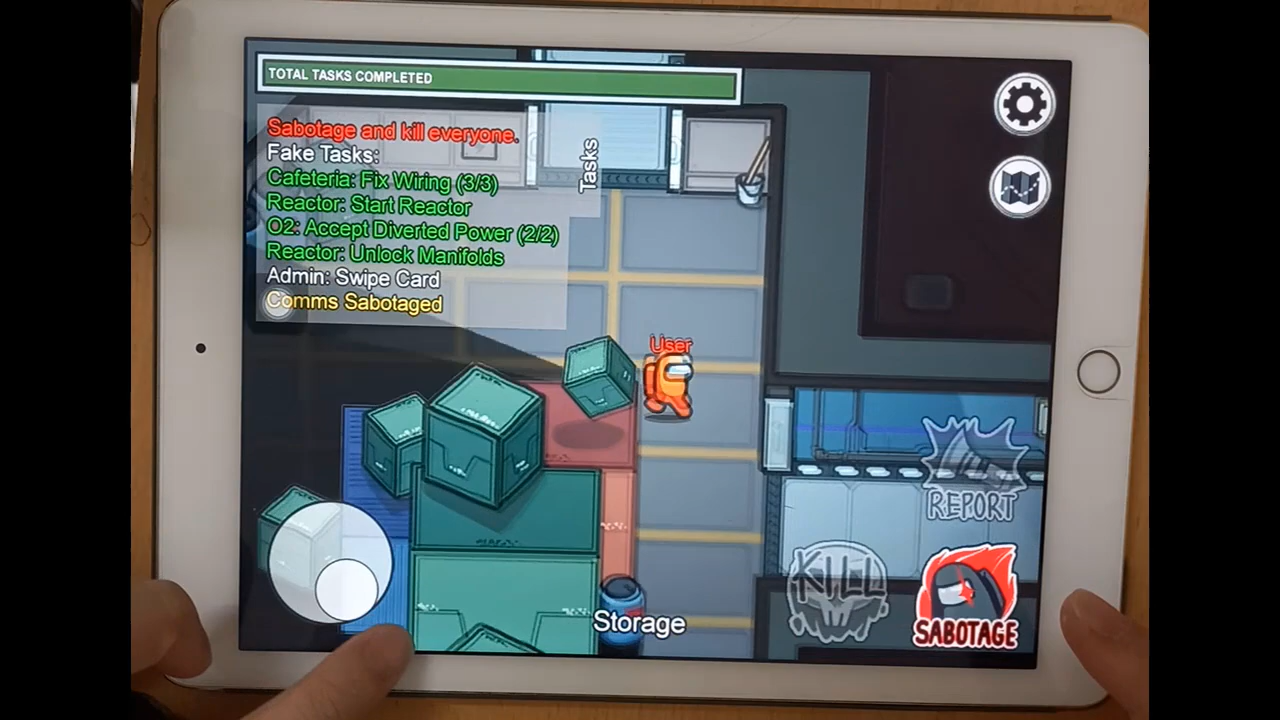 TOTAL TASKS COMPLETED
Sabotage and kill everyone.
Fake Tasks:
Cafeteria: Fix Wiring (3/3)
Reactor: Start Reactor
O2: Accept Diverted Power (2/2)
Reactor: Unlock Manifolds
Admin: Swipe Card
Comms Sabotaged
Tasks
User
REPORT
KILL
SABOTAGE
Storage